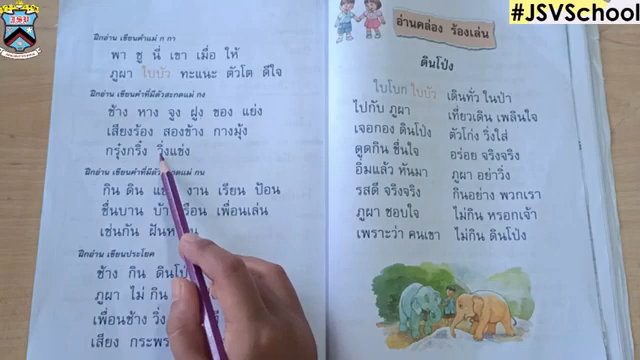 #JSVSchool
JSV
ฝึกอ่าน เขียนคำแม่ ก กา
พา ชู นี่ เขา เมื่อ ให้
ภูผา ใบบัว ทะแนะ ตัวโต ดีใจ
ฝึกอ่าน เขียนคำที่มีตัวสะกดแม่ กง
ช้าง หาง จูง ฝูง ของ แย่ง
เสียงร้อง สองข้าง กางมุ้ง
กรุ๋งกริ๋ง วิ่งแข่ง
ฝึกอ่าน เขียนคำที่มีตัวสะกดแม่ กน
กิน ดิน งาน เรียน ป้อน
ชื่นบาน เพื่อนเล่น
เช่นกัน
ฝึกอ่าน เขียนประโยค
ช้าง กิน ดินโป่ง
ภูผา ไม่ กิน
เพื่อนช้าง วิ่ง
เสียง
อ่านคล่อง ร้องเล่น
ดินโป่ง
ใบโบก ใบบัว เดินทั่ว ในป่า
ไปกับ ภูผา เที่ยวเดิน เพลินใจ
เจอกอง ดินโป่ง ตัวโก่ง วิ่งใส่
ดูดกิน ชื่นใจ อร่อย จริงจริง
อิ่มแล้ว หันมา ภูผา อย่าวิ่ง
รสดี จริงจริง กินอย่าง พวกเรา
ภูผา ชอบใจ ไม่กิน หรอกเจ้า
เพราะว่า คนเขา ไม่กิน ดินโป่ง